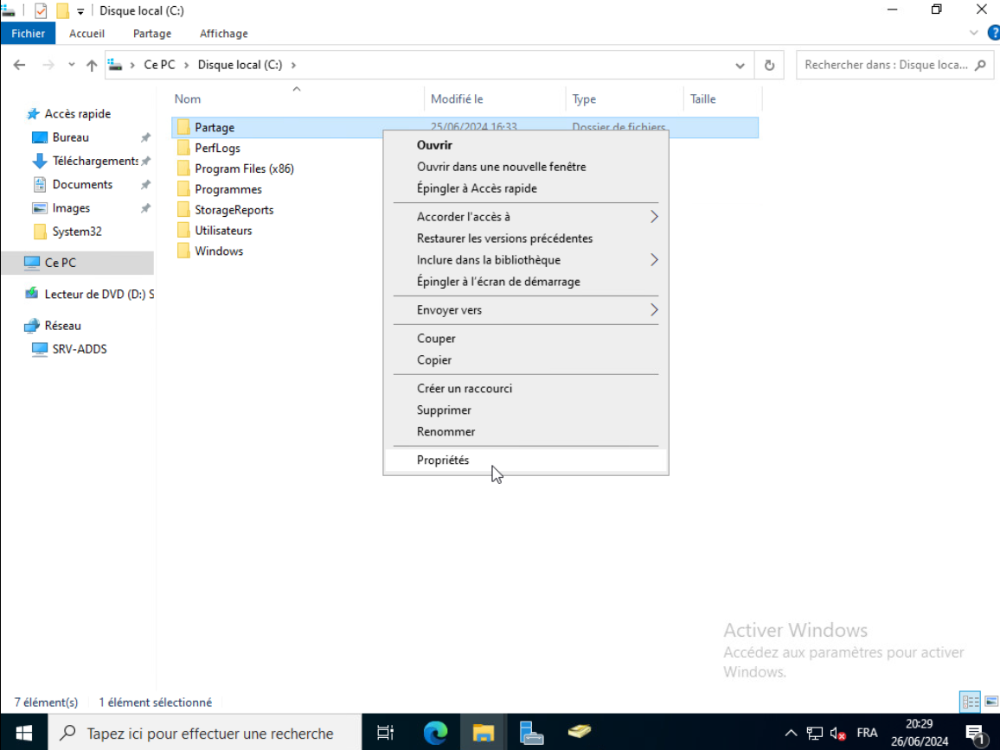 Disque local (C:)
Fichier Accueil Partage Affichage
Ce PC Disque local (C:)
Rechercher dans : Disque loca...
Nom Modifié le Type Taille
Accès rapide
Bureau
Téléchargements
Documents
Images
System32
Ce PC
Lecteur de DVD (D:) S
Réseau
SRV-ADDS
Partage 25/06/2024 16:33 Dossier de fichiers
PerfLogs
Program Files (x86)
Programmes
StorageReports
Utilisateurs
Windows
Ouvrir
Ouvrir dans une nouvelle fenêtre
Épingler à Accès rapide
Accorder l'accès à
Restaurer les versions précédentes
Inclure dans la bibliothèque
Épingler à l'écran de démarrage
Envoyer vers
Couper
Copier
Créer un raccourci
Supprimer
Renommer
Propriétés
Activer Windows
Accédez aux paramètres pour activer
Windows.
7 élément(s) 1 élément sélectionné
Tapez ici pour effectuer une recherche
FRA
20:29
26/06/2024
1